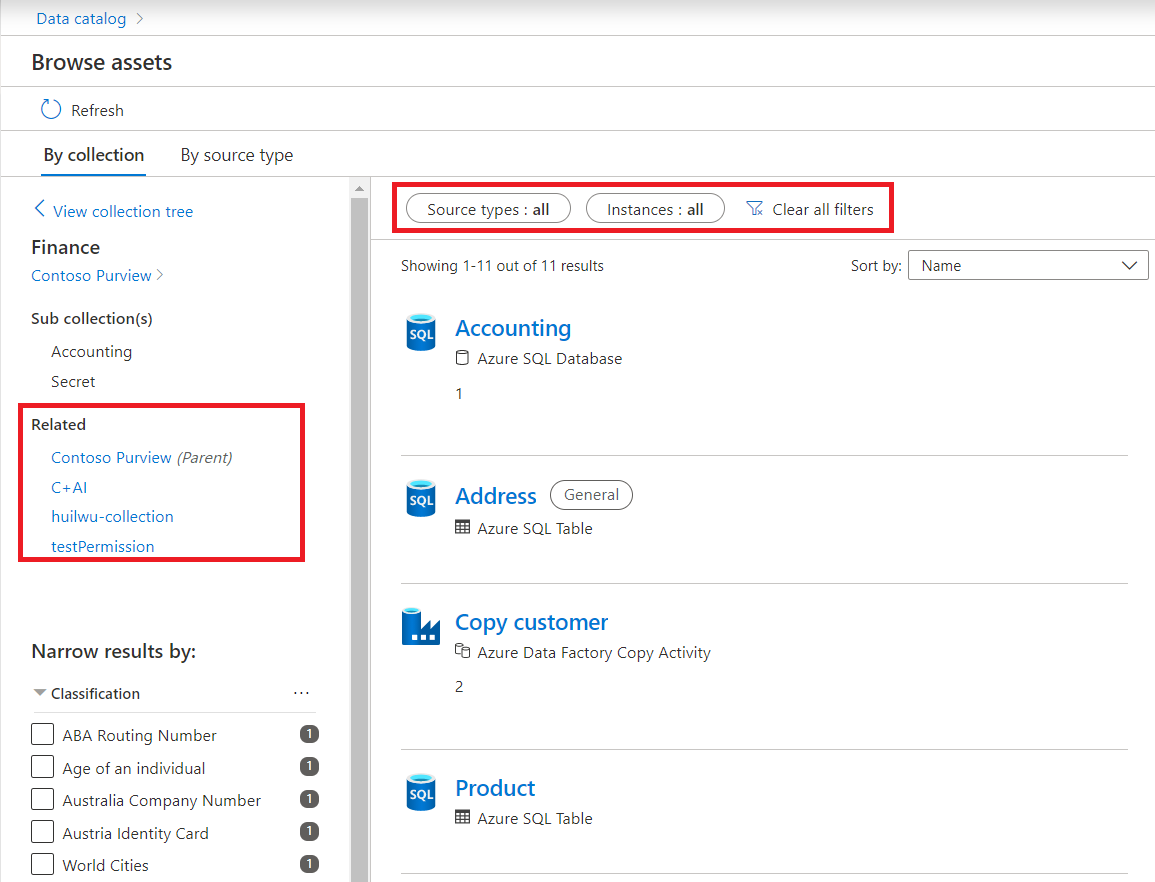 Data catalog
Browse assets
Refresh
By collection
By source type
View collection tree
Finance
Contoso Purview
Sub collection(s)
Accounting
Secret
Related
Contoso Purview (Parent)
C+AI
huilwu-collection
testPermission
Narrow results by:
Classification
...
ABA Routing Number 1
Age of an individual 1
Australia Company Number 1
Austria Identity Card 1
World Cities 1
Source types : all
Instances : all
Clear all filters
Showing 1-11 out of 11 results
Sort by: Name
SQL
Accounting
Azure SQL Database
1
SQL
Address General
Azure SQL Table
Copy customer
Azure Data Factory Copy Activity
2
SQL
Product
Azure SQL Table